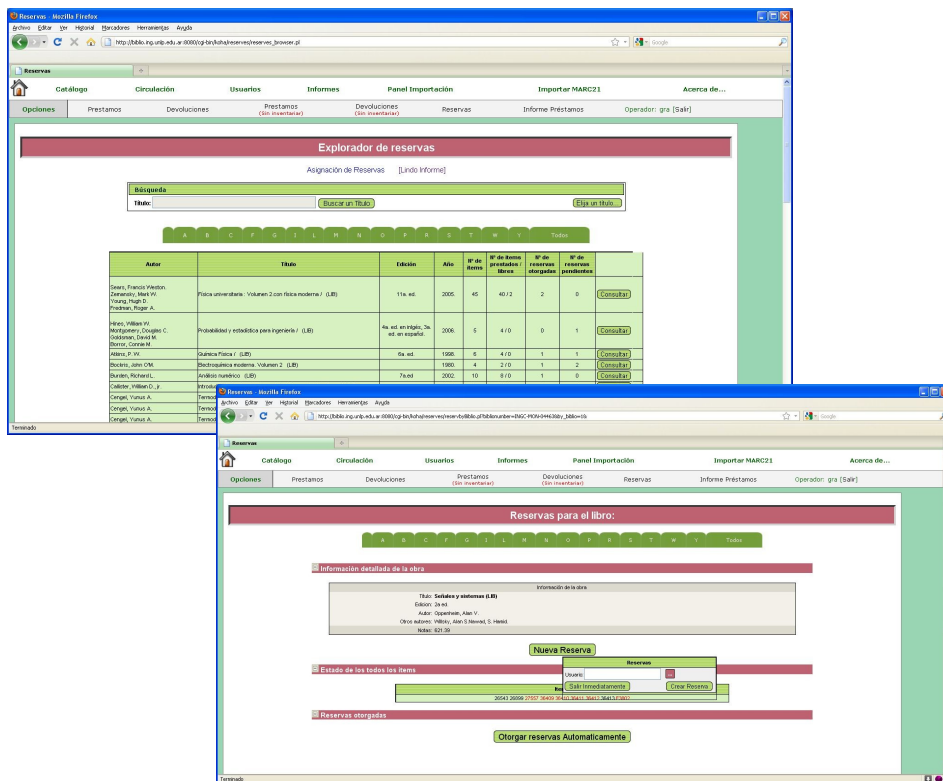 Reservas - Mozilla Firefox
Archivo Editar Ver Historial Marcadores Herramientas Ayuda
http://biblio.ing.unlp.edu.ar:8080/cgi-bin/koha/reserves/reserves_browser.pl
Google
Reservas
Catálogo Circulación Usuarios Informes Panel Importación Importar MARC21 Acerca de...
Opciones Prestamos Devoluciones Prestamos (Sin inventariar) Devoluciones (Sin inventariar) Reservas Informe Préstamos Operador: gra [Salir]
Explorador de reservas
Asignación de Reservas [Lindo Informe]
Búsqueda
Título: Buscar un Título Elija un título...
A B C F G I L M N O P R S T W Y Todos
Autor Título Edición Año Nº de items Nº de items prestados / libres Nº de reservas otorgadas Nº de reservas pendientes
Sears, Francis Weston.
Zemansky, Mark W.
Young, Hugh D.
Fredman, Roger A.
Física universitaria : Volumen 2.con física moderna / (LIB) 11a. ed. 2005. 45 40 / 2 2 0 Consultar
Hines, William W.
Montgomery, Douglas C.
Goldsman, David M.
Borror, Connie M.
Probabilidad y estadística para ingeniería / (LIB) 4a. ed. en inglés, 3a. ed. en español. 2006. 5 4 / 0 0 1 Consultar
Atkins, P. W. Química Física / (LIB) 6a. ed. 1998. 6 4 / 0 1 1 Consultar
Bockris, John O'M. Electroquímica moderna. Volumen 2 (LIB) 1980. 4 2 / 0 1 2 Consultar
Burden, Richard L. Análisis numérico (LIB) 7a.ed 2002. 10 8 / 0 1 0 Consultar
Callister, William D., jr.
Cengel, Yunus A.
Cengel, Yunus A.
Cengel, Yunus A.
Terminado
Reservas - Mozilla Firefox
Archivo Editar Ver Historial Marcadores Herramientas Ayuda
Google
Reservas
Catálogo Circulación Usuarios Informes Panel Importación Importar MARC21 Acerca de...
Opciones Prestamos Devoluciones Prestamos (Sin inventariar) Devoluciones (Sin inventariar) Reservas Informe Préstamos Operador: gra [Salir]
Reservas para el libro:
A B C F G I L M N O P R S T W Y Todos
Información detallada de la obra
Información de la obra
Título: Señales y sistemas (LIB)
Edicion: 2a ed.
Autor: Oppenheim, Alan V.
Otros autores: Willsky, Alan S.Nawad, S. Hamid.
Notas: 621.39
Nueva Reserva
Reservas
Usuario: ...
Salir Inmediatamente Crear Reserva
Estado de los todos los items
Reservas otorgadas
Otorgar reservas Automaticamente
Terminado